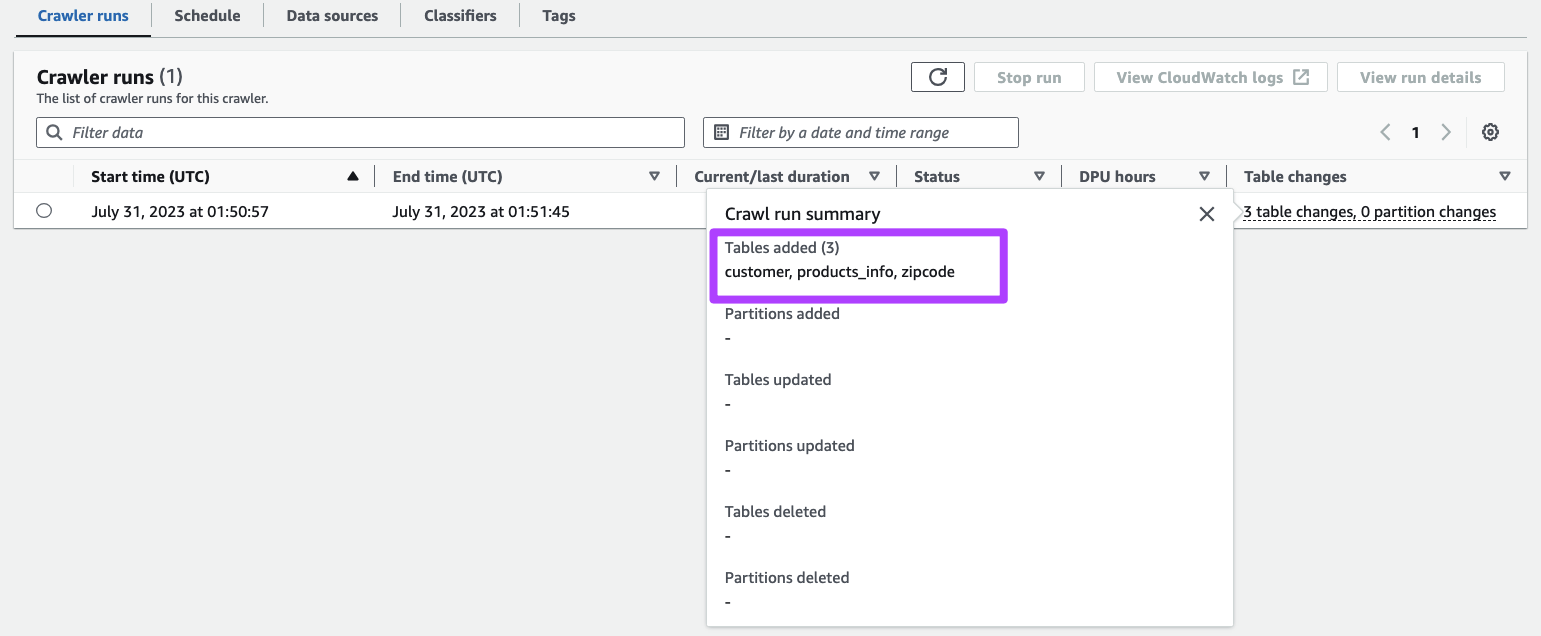 Crawler runs Schedule Data sources Classifiers Tags
Crawler runs (1)
Stop run View CloudWatch logs View run details
The list of crawler runs for this crawler.
Filter data Filter by a date and time range 1
Start time (UTC) End time (UTC) Current/last duration Status DPU hours Table changes
July 31, 2023 at 01:50:57 July 31, 2023 at 01:51:45 3 table changes, 0 partition changes
Crawl run summary
Tables added (3)
customer, products_info, zipcode
Partitions added
-
Tables updated
-
Partitions updated
-
Tables deleted
-
Partitions deleted
-